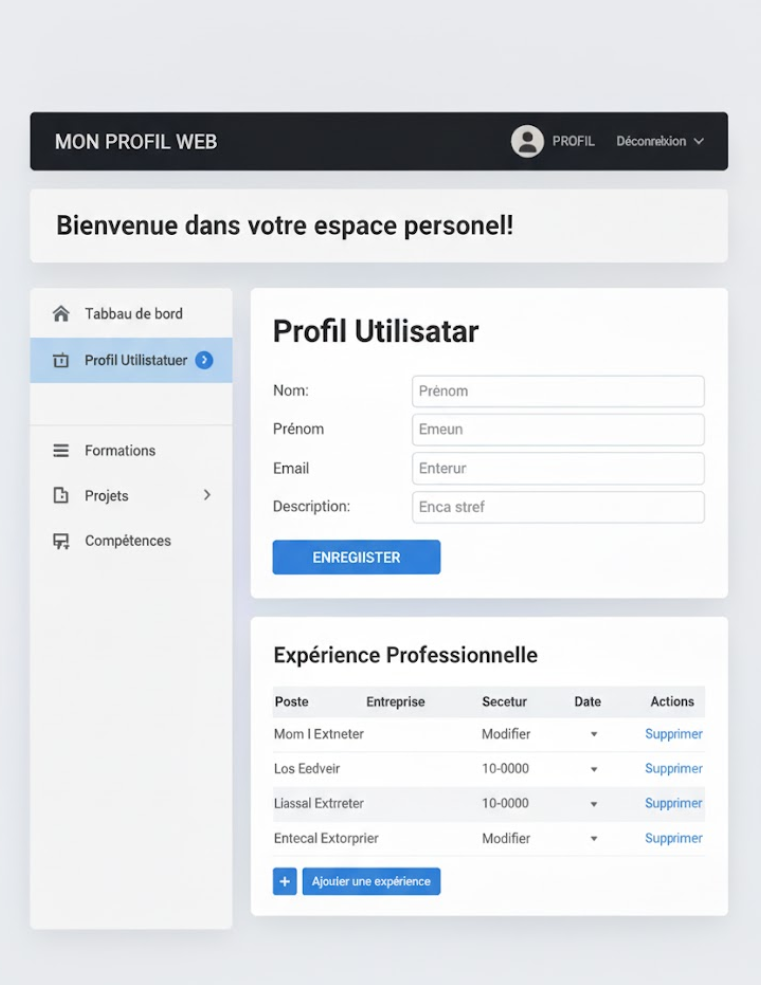 MON PROFIL WEB
PROFIL
Déconrelxion
Bienvenue dans votre espace personel!
Tabbau de bord
Profil Utilistatuer
Formations
Projets
Compétences
Profil Utilisatar
Nom: Prènom
Prénom Emeun
Email Enterur
Description: Enca stref
ENREGIISTER
Expérience Professionnelle
Poste Entreprise Secetur Date Actions
Mom l Extneter Modifier Supprimer
Los Eedveir 10-0000 Supprimer
Liassal Extrreter 10-0000 Supprimer
Entecal Extorprier Modifier Supprimer
+ Ajouier une expérience